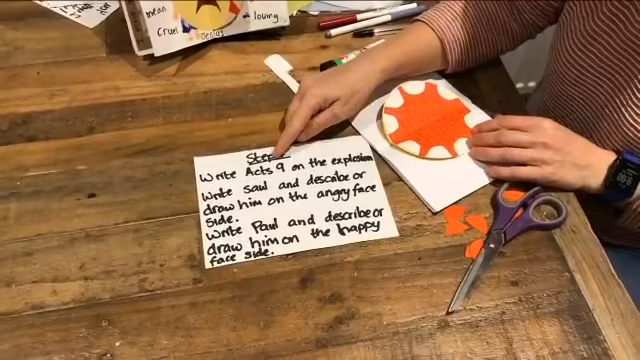 mean
cruel
Jesus
loving
Write Acts 9 on the explosion
Write Saul and describe or
draw him on the angry face
side.
Write Paul and describe or
draw him on the happy
face side.